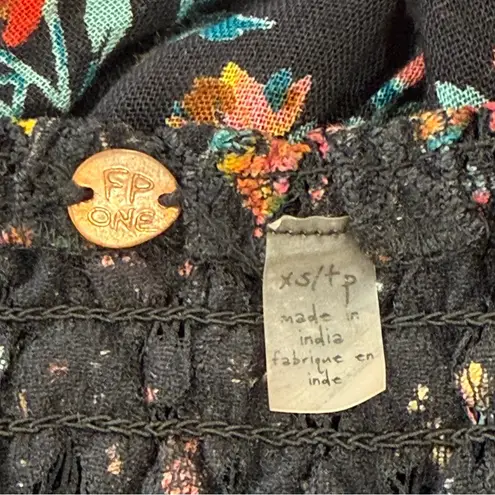 FP
ONE
xs/tp
made in
india
fabrique en
inde